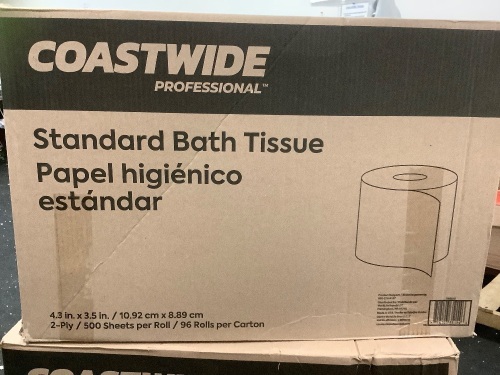 COASTWIDE
PROFESSIONAL™
Standard Bath Tissue
Papel higiénico
estándar
4.3 in. x 3.5 in. / 10.92 cm x 8.89 cm
2-Ply / 500 Sheets per Roll / 96 Rolls per Carton
COASTWIDE